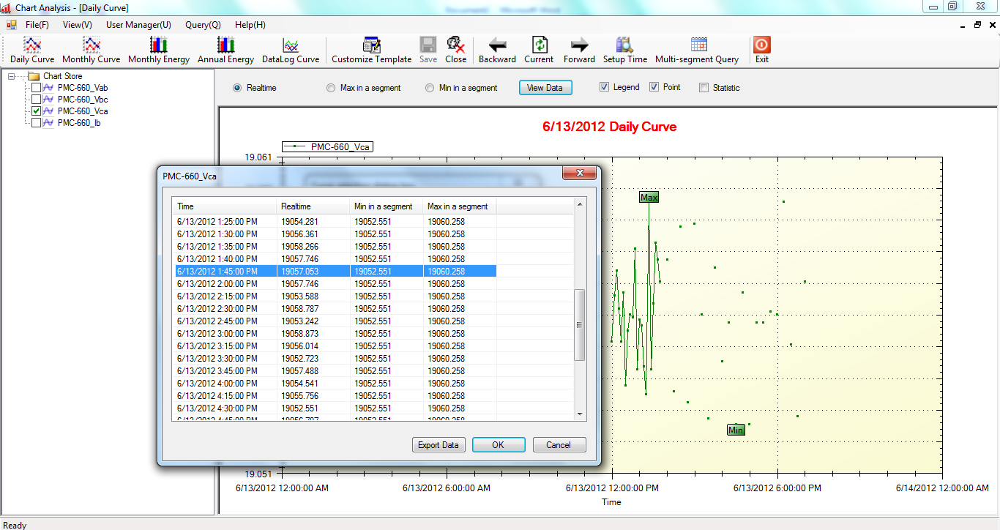 Chart Analysis - [Daily Curve]
File(F) View(V) User Manager(U) Query(Q) Help(H)
Daily Curve Monthly Curve Monthly Energy Annual Energy DataLog Curve Customize Template Save Close Backward Current Forward Setup Time Multi-segment Query Exit
Chart Store
PMC-660_Vab
PMC-660_Vbc
PMC-660_Vca
PMC-660_Ib
Realtime Max in a segment Min in a segment View Data Legend Point Statistic
6/13/2012 Daily Curve
PMC-660_Vca
19.061
Max
Min
PMC-660_Vca
Time Realtime Min in a segment Max in a segment
6/13/2012 1:25:00 PM 19054.281 19052.551 19060.258
6/13/2012 1:30:00 PM 19056.361 19052.551 19060.258
6/13/2012 1:35:00 PM 19058.266 19052.551 19060.258
6/13/2012 1:40:00 PM 19057.746 19052.551 19060.258
6/13/2012 1:45:00 PM 19057.053 19052.551 19060.258
6/13/2012 2:00:00 PM 19057.746 19052.551 19060.258
6/13/2012 2:15:00 PM 19053.588 19052.551 19060.258
6/13/2012 2:30:00 PM 19058.787 19052.551 19060.258
6/13/2012 2:45:00 PM 19053.242 19052.551 19060.258
6/13/2012 3:00:00 PM 19058.873 19052.551 19060.258
6/13/2012 3:15:00 PM 19056.014 19052.551 19060.258
6/13/2012 3:30:00 PM 19052.723 19052.551 19060.258
6/13/2012 3:45:00 PM 19057.488 19052.551 19060.258
6/13/2012 4:00:00 PM 19054.541 19052.551 19060.258
6/13/2012 4:15:00 PM 19055.756 19052.551 19060.258
6/13/2012 4:30:00 PM 19052.551 19052.551 19060.258
Export Data OK Cancel
19.051
6/13/2012 12:00:00 AM 6/13/2012 6:00:00 AM 6/13/2012 12:00:00 PM 6/13/2012 6:00:00 PM 6/14/2012 12:00:00 AM
Time
Ready